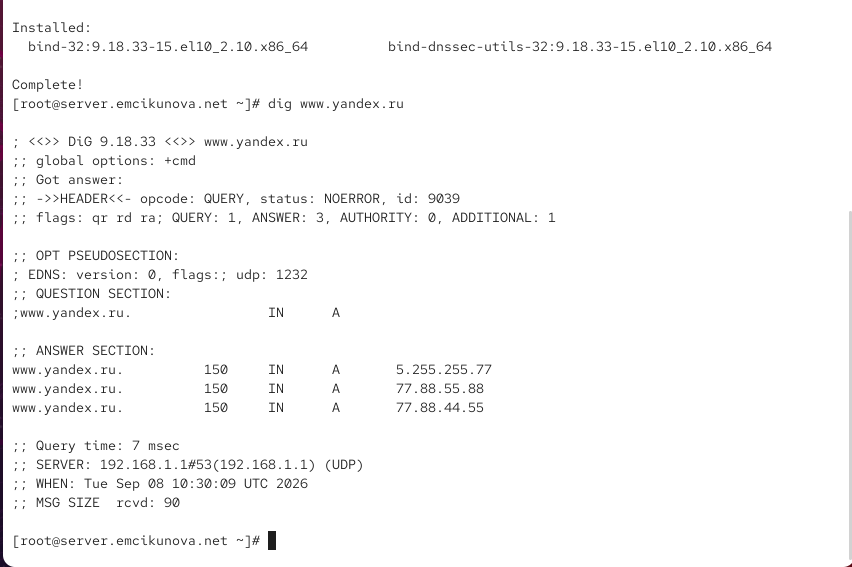 Installed:
  bind-32:9.18.33-15.el10_2.10.x86_64          bind-dnssec-utils-32:9.18.33-15.el10_2.10.x86_64

Complete!
[root@server.emcikunova.net ~]# dig www.yandex.ru

; <<>> DiG 9.18.33 <<>> www.yandex.ru
;; global options: +cmd
;; Got answer:
;; ->>HEADER<<- opcode: QUERY, status: NOERROR, id: 9039
;; flags: qr rd ra; QUERY: 1, ANSWER: 3, AUTHORITY: 0, ADDITIONAL: 1

;; OPT PSEUDOSECTION:
; EDNS: version: 0, flags:; udp: 1232
;; QUESTION SECTION:
;www.yandex.ru.                 IN      A

;; ANSWER SECTION:
www.yandex.ru.          150     IN      A       5.255.255.77
www.yandex.ru.          150     IN      A       77.88.55.88
www.yandex.ru.          150     IN      A       77.88.44.55

;; Query time: 7 msec
;; SERVER: 192.168.1.1#53(192.168.1.1) (UDP)
;; WHEN: Tue Sep 08 10:30:09 UTC 2026
;; MSG SIZE  rcvd: 90

[root@server.emcikunova.net ~]#